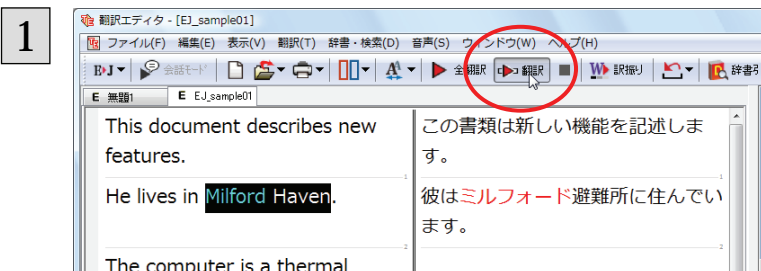 1
翻訳エディタ - [EJ_sample01]
ファイル(F) 編集(E) 表示(V) 翻訳(T) 辞書・検索(D) 音声(S) ウィンドウ(W) ヘルプ(H)
E▸J 会話モード 全翻訳 翻訳 訳振り 辞書引
E 無題1 E EJ_sample01
This document describes new
features.
1
He lives in Milford Haven.
2
The computer is a thermal
この書類は新しい機能を記述しま
す。
1
彼はミルフォード避難所に住んでい
ます。
2